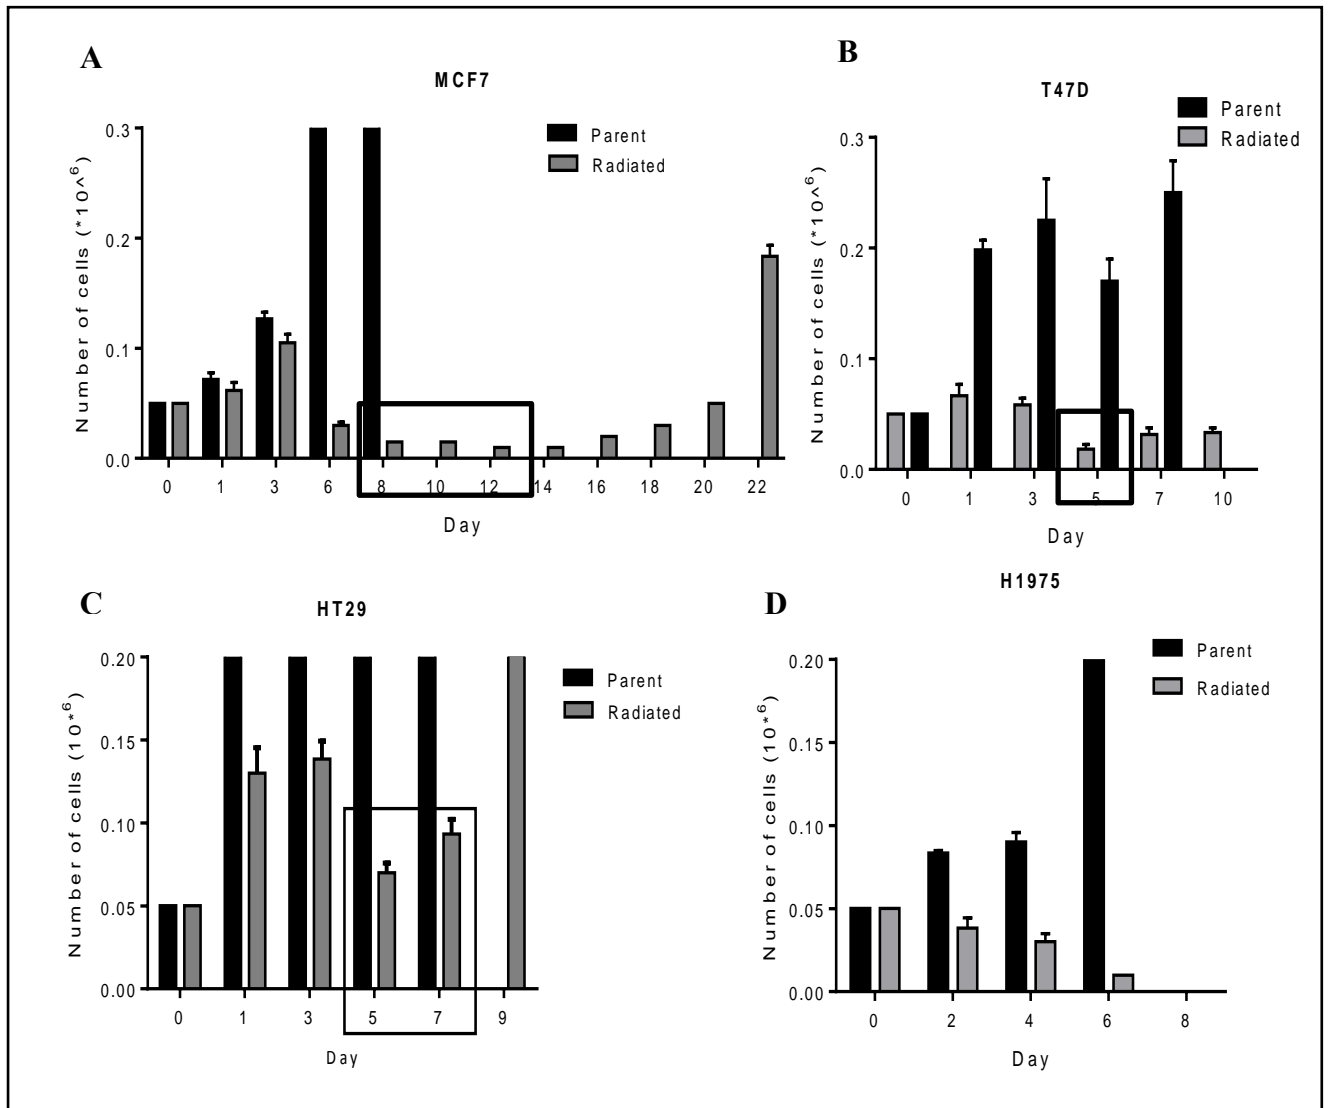 A
MCF7
Parent
Radiated
Number of cells (*10^6)
0.3
0.2
0.1
0.0
0 1 3 6 8 10 12 14 16 18 20 22
Day
B
T47D
Parent
Radiated
Number of cells (*10^6)
0.3
0.2
0.1
0.0
0 1 3 5 7 10
Day
C
HT29
Parent
Radiated
Number of cells (10*6)
0.20
0.15
0.10
0.05
0.00
0 1 3 5 7 9
Day
D
H1975
Parent
Radiated
Number of cells (10*6)
0.20
0.15
0.10
0.05
0.00
0 2 4 6 8
Day